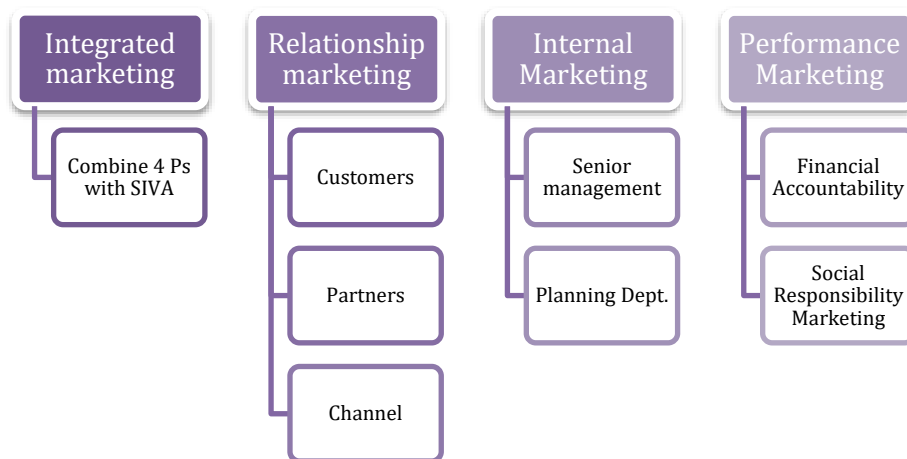 Integrated
marketing
Combine 4 Ps
with SIVA
Relationship
marketing
Customers
Partners
Channel
Internal
Marketing
Senior
management
Planning Dept.
Performance
Marketing
Financial
Accountability
Social
Responsibility
Marketing